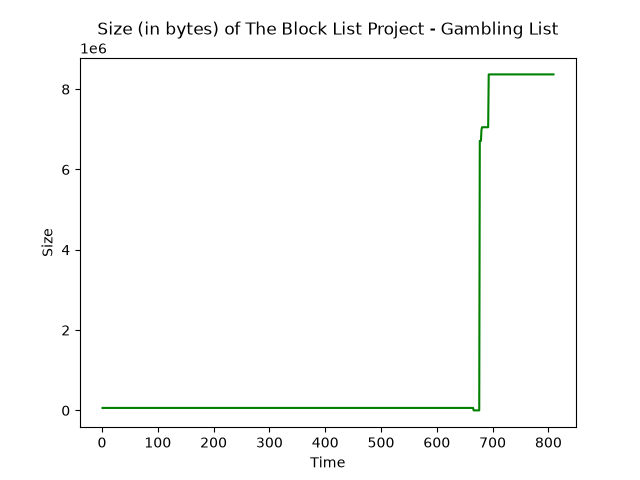 Size (in bytes) of The Block List Project - Gambling List
1e6
8
6
4
2
0
Size
0 100 200 300 400 500 600 700 800
Time